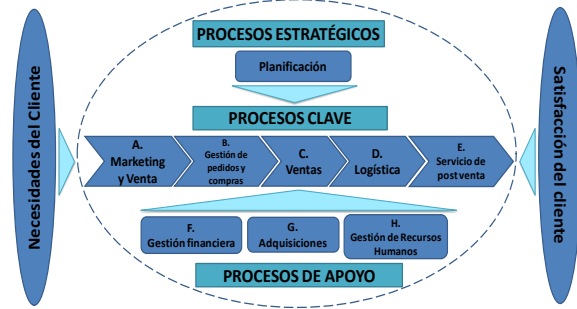 Necesidades del Cliente
PROCESOS ESTRATÉGICOS
Planificación
PROCESOS CLAVE
A.
Marketing
y Venta
B.
Gestión de
pedidos y
compras
C.
Ventas
D.
Logística
E.
Servicio de
post venta
F.
Gestión financiera
G.
Adquisiciones
H.
Gestión de Recursos
Humanos
PROCESOS DE APOYO
Satisfacción del cliente